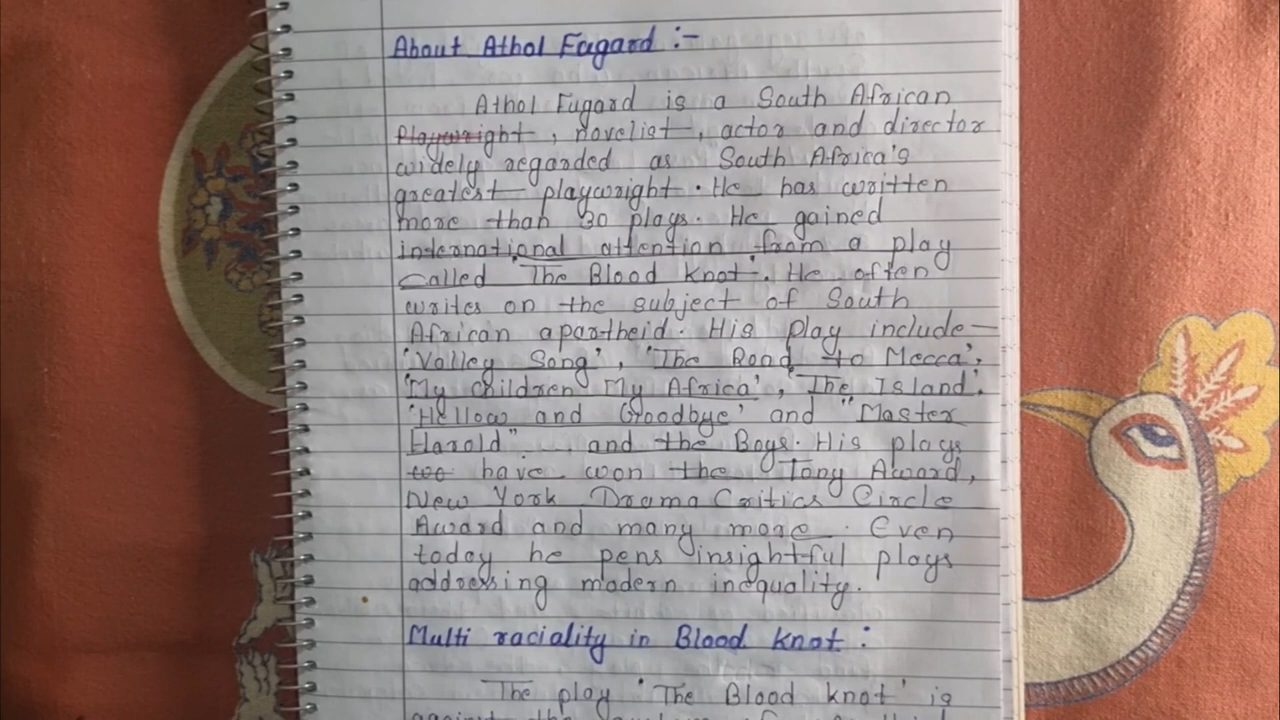 About Athol Fugard :-
Athol Fugard is a South African
Playwright, novelist, actor and director
widely regarded as South Africa's
greatest playwright. He has written
more than 30 plays. He gained
international attention from a play
Called 'The Blood Knot'. He often
writes on the subject of South
African apartheid. His play include—
'Valley Song', 'The Road to Mecca',
'My Children My Africa', 'The Island'.
'Hellow and Goodbye' and "Master
Harold" ... and the Boys. His plays
too have won the Tony Award,
New York Drama Critics Circle
Award and many more. Even
today he pens insightful plays
addressing modern inequality.
Multi raciality in Blood Knot :
The play 'The Blood Knot' is
against the